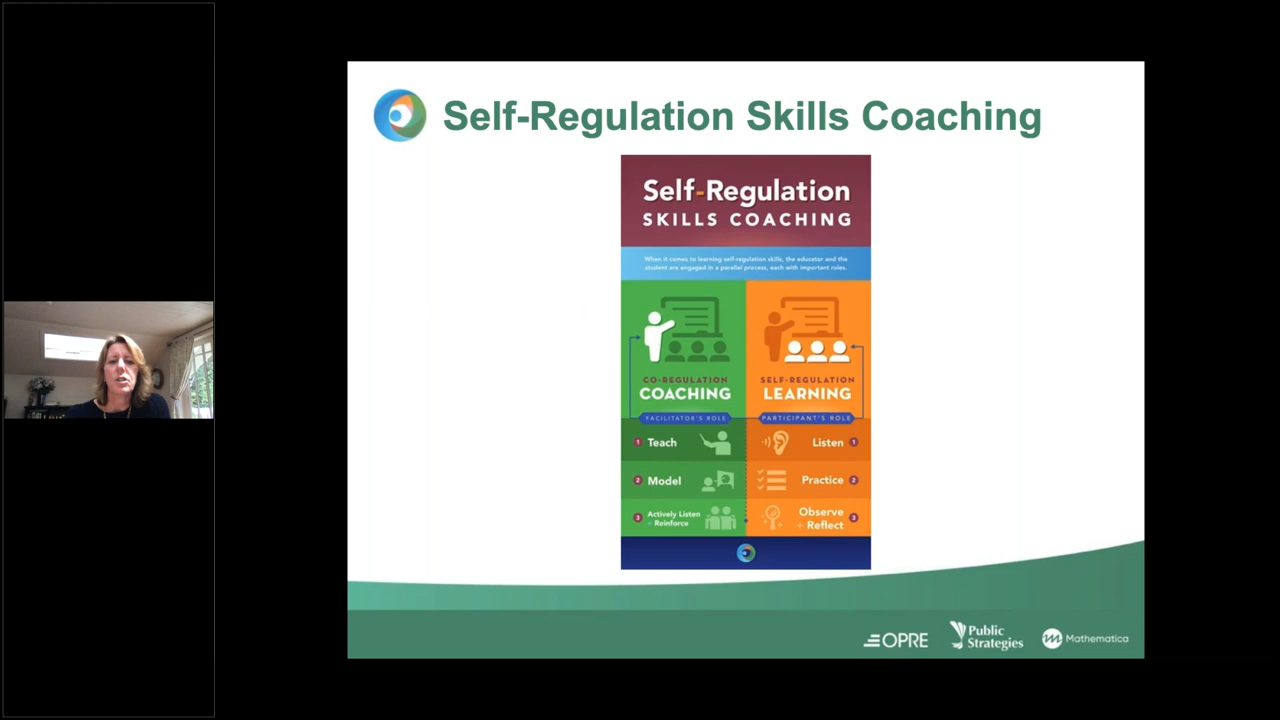 Self-Regulation Skills Coaching
Self-Regulation
SKILLS COACHING
When it comes to learning self-regulation skills, the educator and the
student are engaged in a parallel process, each with important roles.
CO-REGULATION
COACHING
FACILITATOR'S ROLE
1 Teach
2 Model
3 Actively Listen
+ Reinforce
SELF-REGULATION
LEARNING
PARTICIPANT'S ROLE
Listen 1
Practice 2
Observe 3
+ Reflect
OPRE
Public
Strategies
m Mathematica